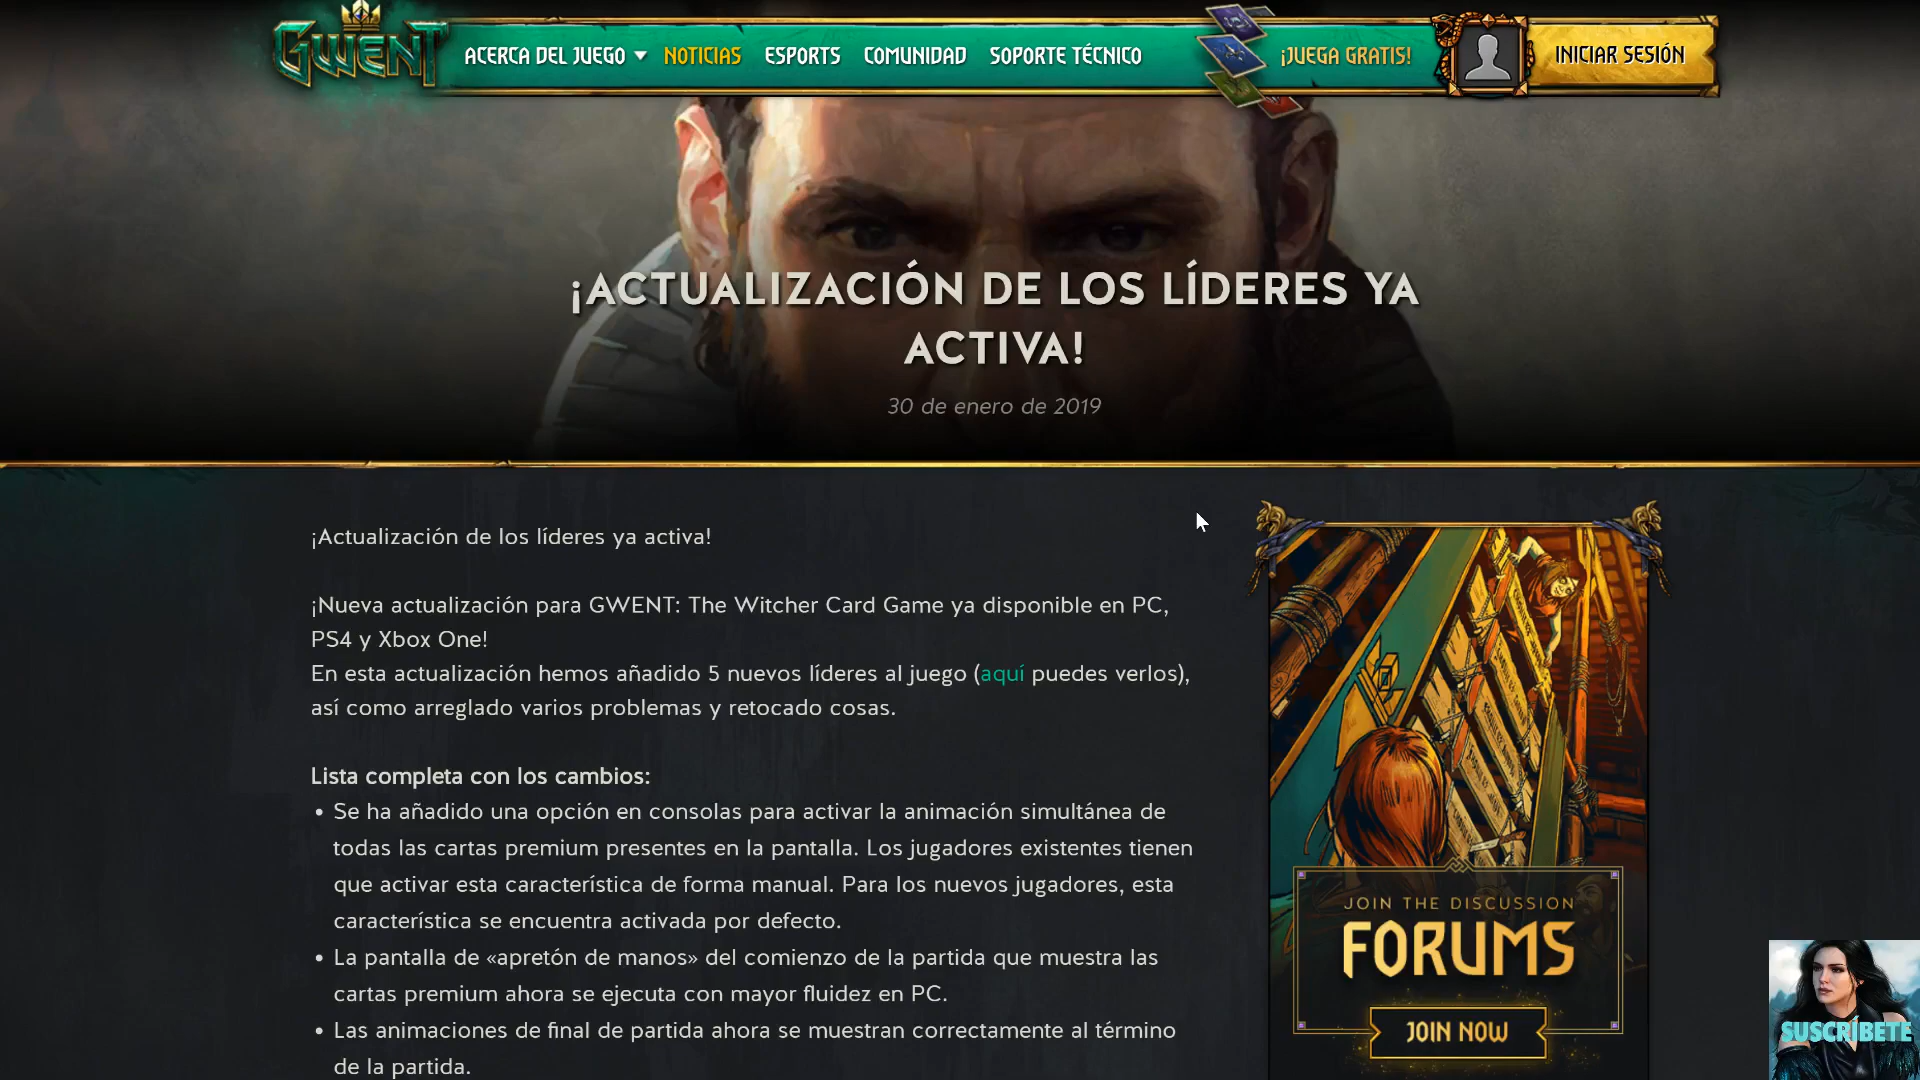 GWENT
ACERCA DEL JUEGO
NOTICIAS
ESPORTS
COMUNIDAD
SOPORTE TÉCNICO
¡JUEGA GRATIS!
INICIAR SESIÓN
¡ACTUALIZACIÓN DE LOS LÍDERES YA
ACTIVA!
30 de enero de 2019
¡Actualización de los líderes ya activa!
¡Nueva actualización para GWENT: The Witcher Card Game ya disponible en PC,
PS4 y Xbox One!
En esta actualización hemos añadido 5 nuevos líderes al juego (aquí puedes verlos),
así como arreglado varios problemas y retocado cosas.
Lista completa con los cambios:
• Se ha añadido una opción en consolas para activar la animación simultánea de
todas las cartas premium presentes en la pantalla. Los jugadores existentes tienen
que activar esta característica de forma manual. Para los nuevos jugadores, esta
característica se encuentra activada por defecto.
• La pantalla de «apretón de manos» del comienzo de la partida que muestra las
cartas premium ahora se ejecuta con mayor fluidez en PC.
• Las animaciones de final de partida ahora se muestran correctamente al término
de la partida.
JOIN THE DISCUSSION
FORUMS
JOIN NOW
SUSCRÍBETE